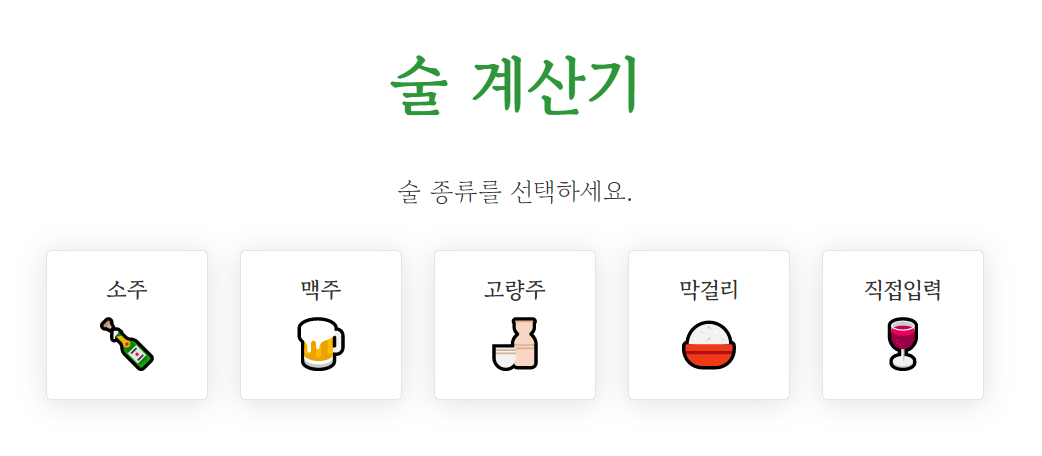 술 계산기
술 종류를 선택하세요.
소주
맥주
고량주
막걸리
직접입력